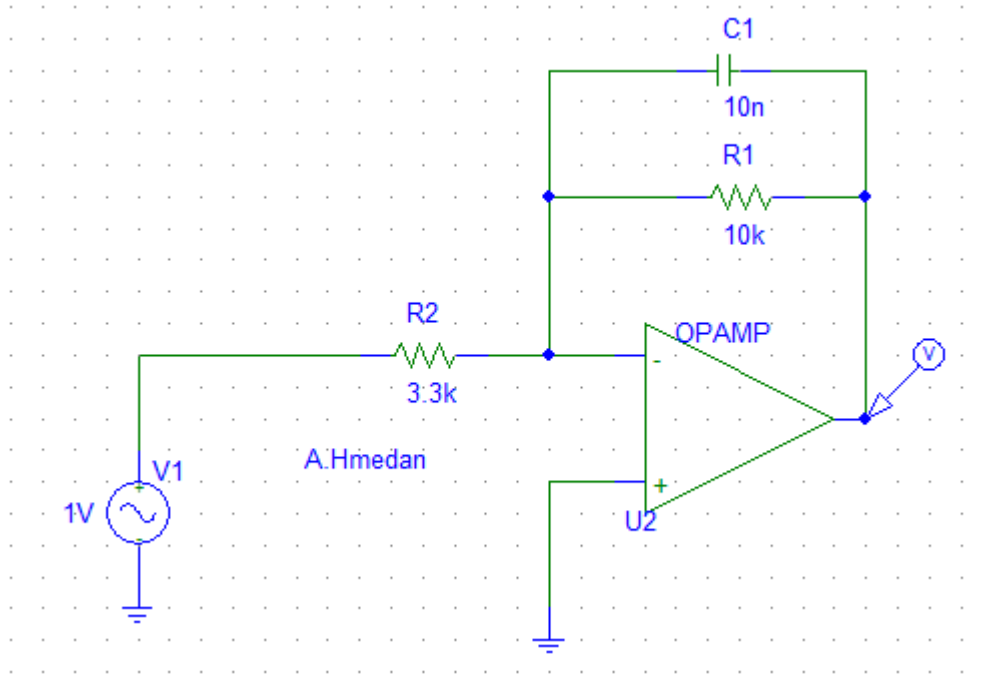 C1
10n
R1
10k
R2
3.3k
OPAMP
-
+
U2
V
A.Hmedan
V1
1V
+
-